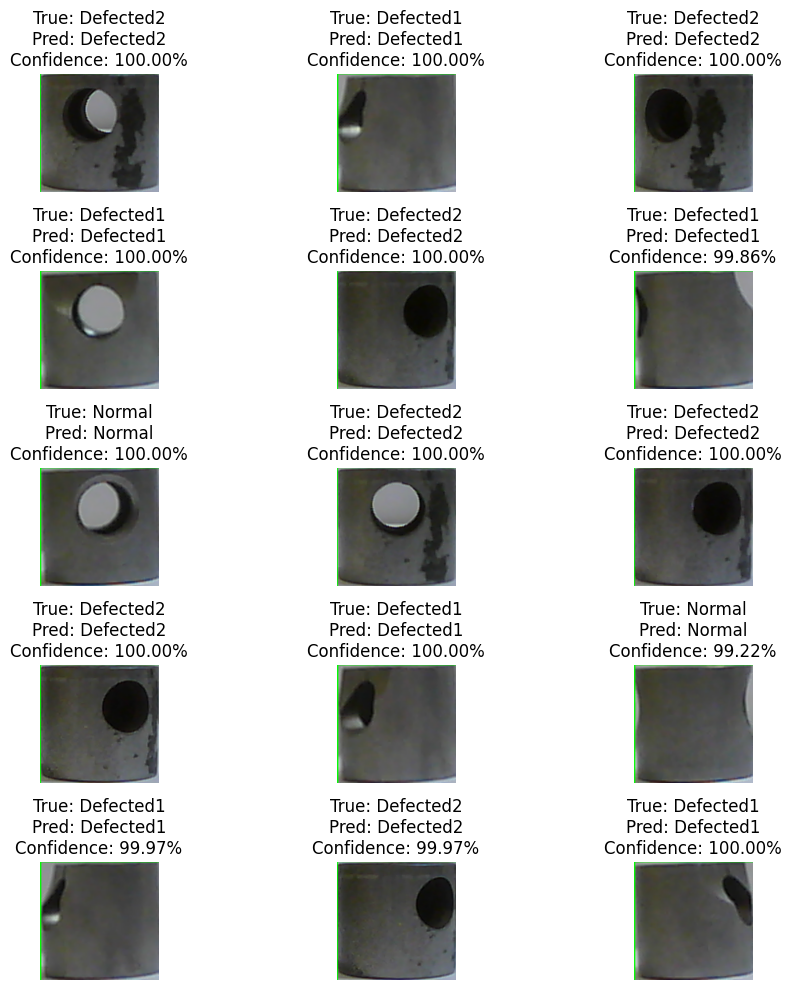 True: Defected2
Pred: Defected2
Confidence: 100.00%
True: Defected1
Pred: Defected1
Confidence: 100.00%
True: Defected2
Pred: Defected2
Confidence: 100.00%
True: Defected1
Pred: Defected1
Confidence: 100.00%
True: Defected2
Pred: Defected2
Confidence: 100.00%
True: Defected1
Pred: Defected1
Confidence: 99.86%
True: Normal
Pred: Normal
Confidence: 100.00%
True: Defected2
Pred: Defected2
Confidence: 100.00%
True: Defected2
Pred: Defected2
Confidence: 100.00%
True: Defected2
Pred: Defected2
Confidence: 100.00%
True: Defected1
Pred: Defected1
Confidence: 100.00%
True: Normal
Pred: Normal
Confidence: 99.22%
True: Defected1
Pred: Defected1
Confidence: 99.97%
True: Defected2
Pred: Defected2
Confidence: 99.97%
True: Defected1
Pred: Defected1
Confidence: 100.00%